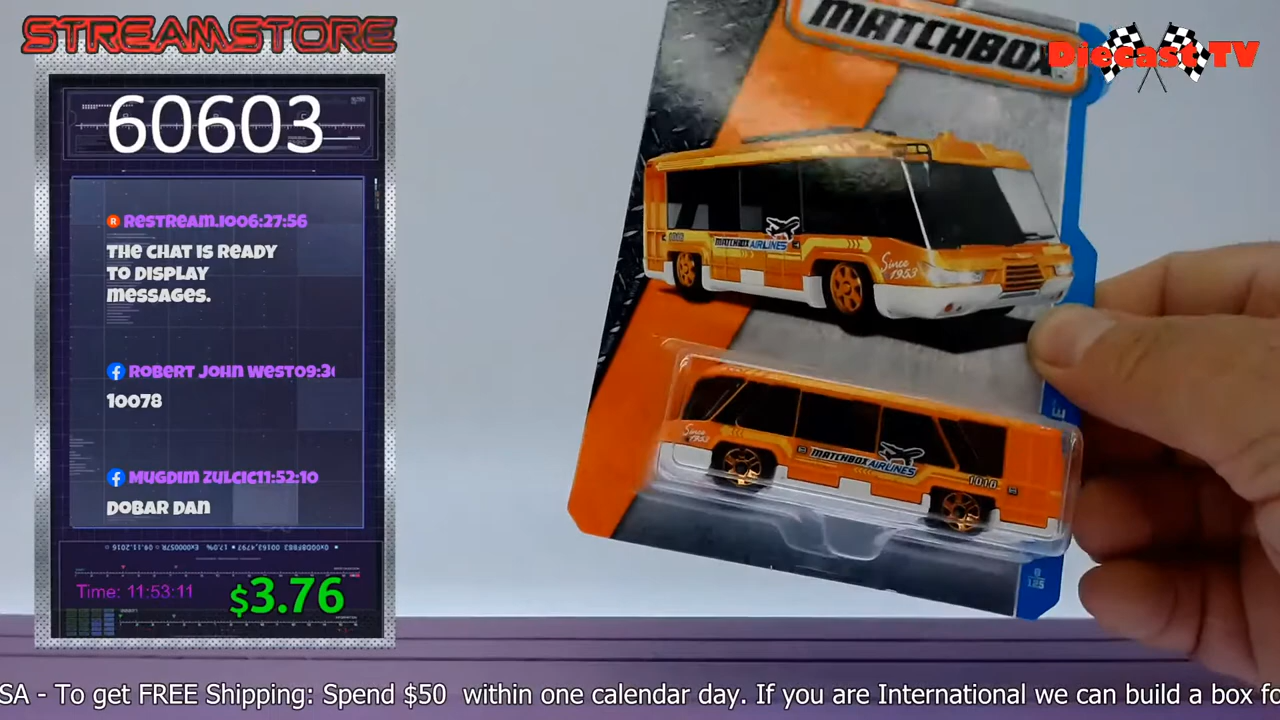 STREAMSTORE
60603
Restream.io06:27:56
The chat is ready
to display
messages.
Robert John West09:3
10078
Mugdim Zulcic11:52:10
Dobar dan
Time: 11:53:11
$3.76
MATCHBOX
Diecast TV
MATCHBOX AIRLINES
Since
1953
Since
1953
MATCHBOX AIRLINES
1010
8
125
SA - To get FREE Shipping: Spend $50 within one calendar day. If you are International we can build a box fo